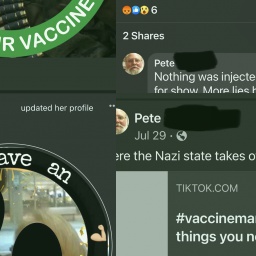 R VACCINE
updated her profile
ave an
6
2 Shares
Pete
Nothing was injected
for show. More lies h
Pete
Jul 29 ·
ere the Nazi state takes o
TIKTOK.COM
#vaccinema
things you n